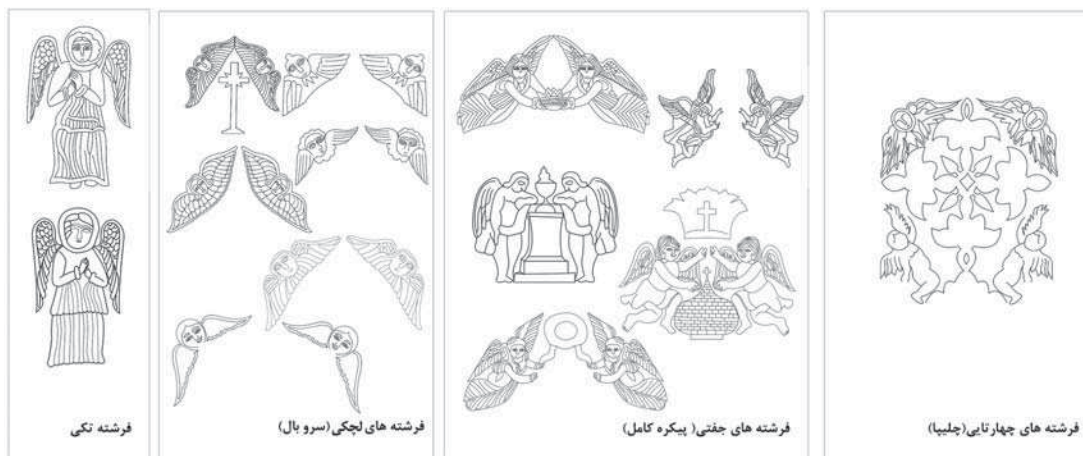 فرشته های چهارتایی(چلیپا)
فرشته های جفتی( پیکره کامل)
فرشته های لچکی(سرو بال)
فرشته تکی